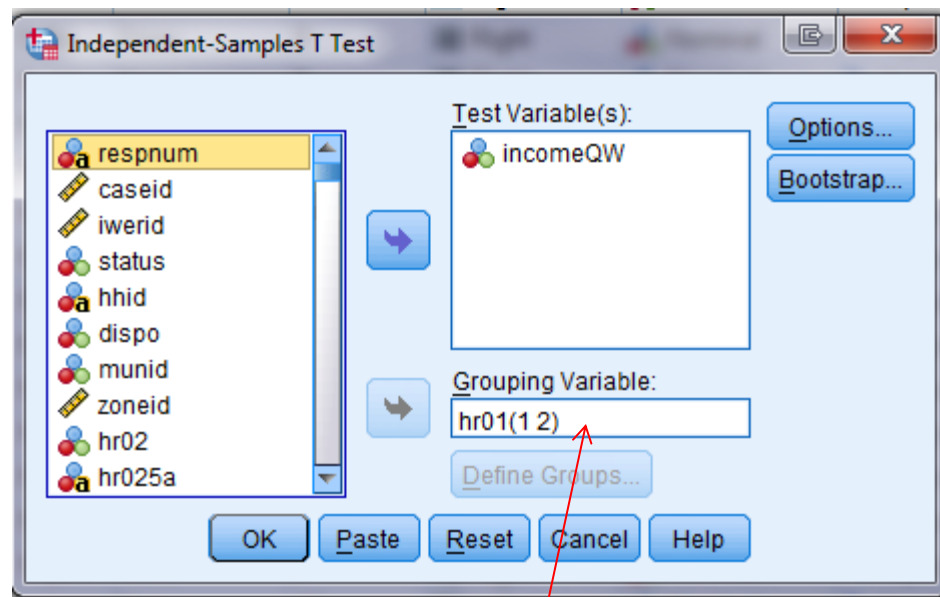 Independent-Samples T Test
Test Variable(s):
incomeQW
Options...
Bootstrap...
a respnum
caseid
iwerid
status
a hhid
dispo
munid
zoneid
hr02
a hr025a
Grouping Variable:
hr01(1 2)
Define Groups...
OK Paste Reset Cancel Help